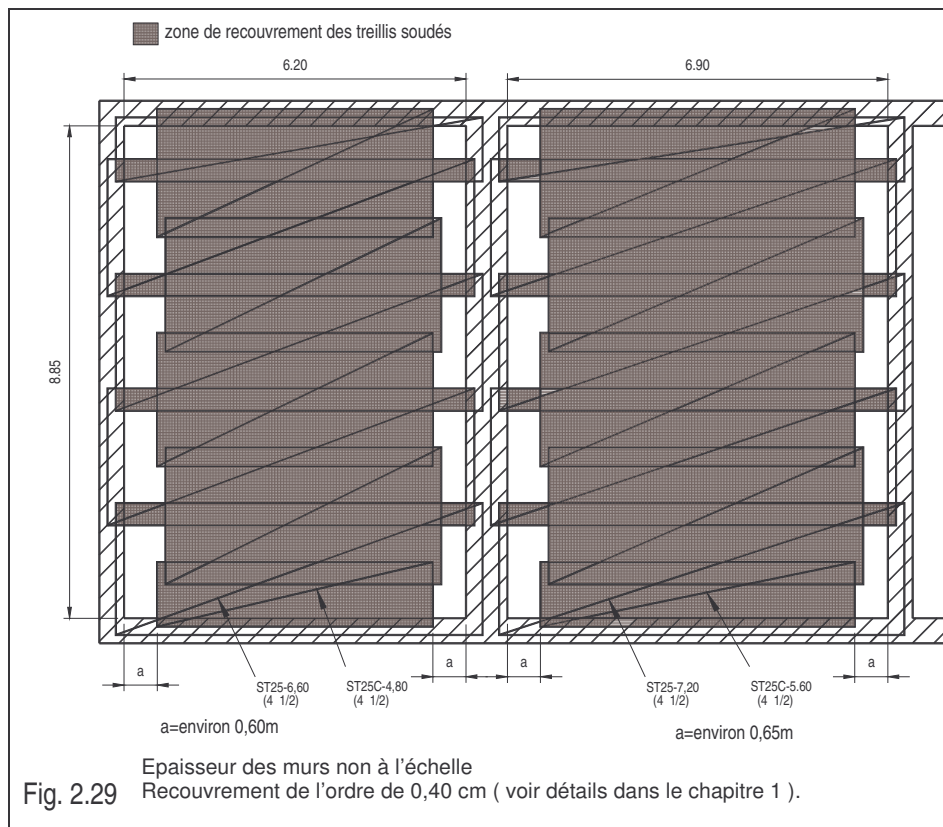 zone de recouvrement des treillis soudés
6.20
6.90
8.85
a
a
a
a
ST25-6,60
(4 1/2)
ST25C-4,80
(4 1/2)
ST25-7,20
(4 1/2)
ST25C-5.60
(4 1/2)
a=environ 0,60m
a=environ 0,65m
Epaisseur des murs non à l'échelle
Fig. 2.29 Recouvrement de l'ordre de 0,40 cm ( voir détails dans le chapitre 1 ).